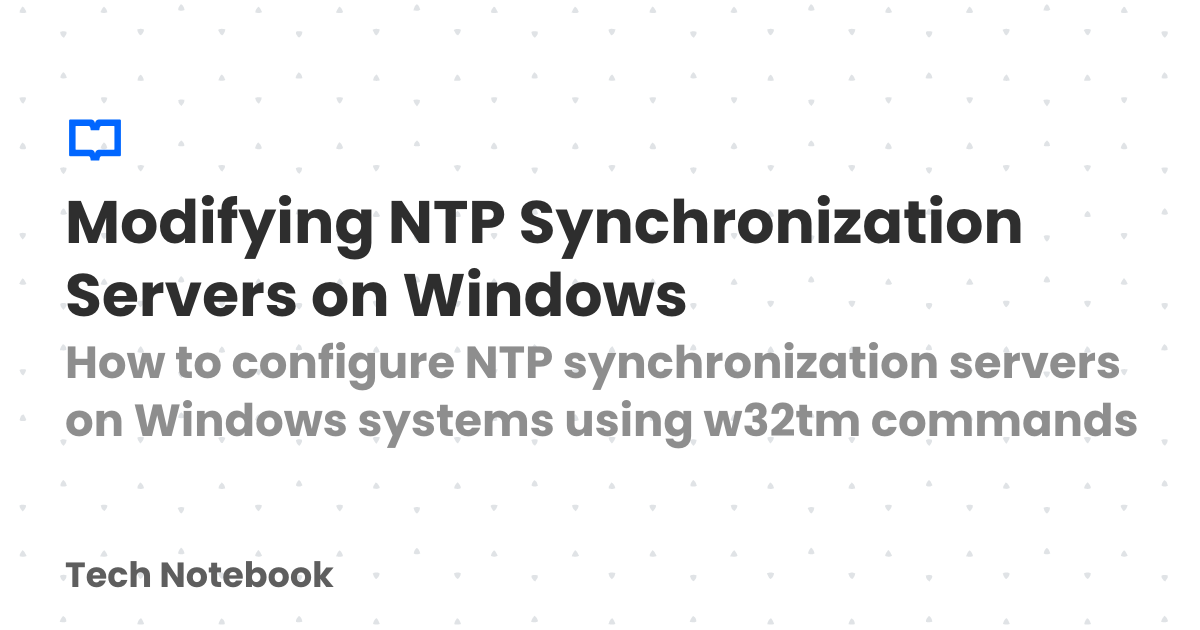 Modifying NTP Synchronization
Servers on Windows
How to configure NTP synchronization servers
on Windows systems using w32tm commands
Tech Notebook